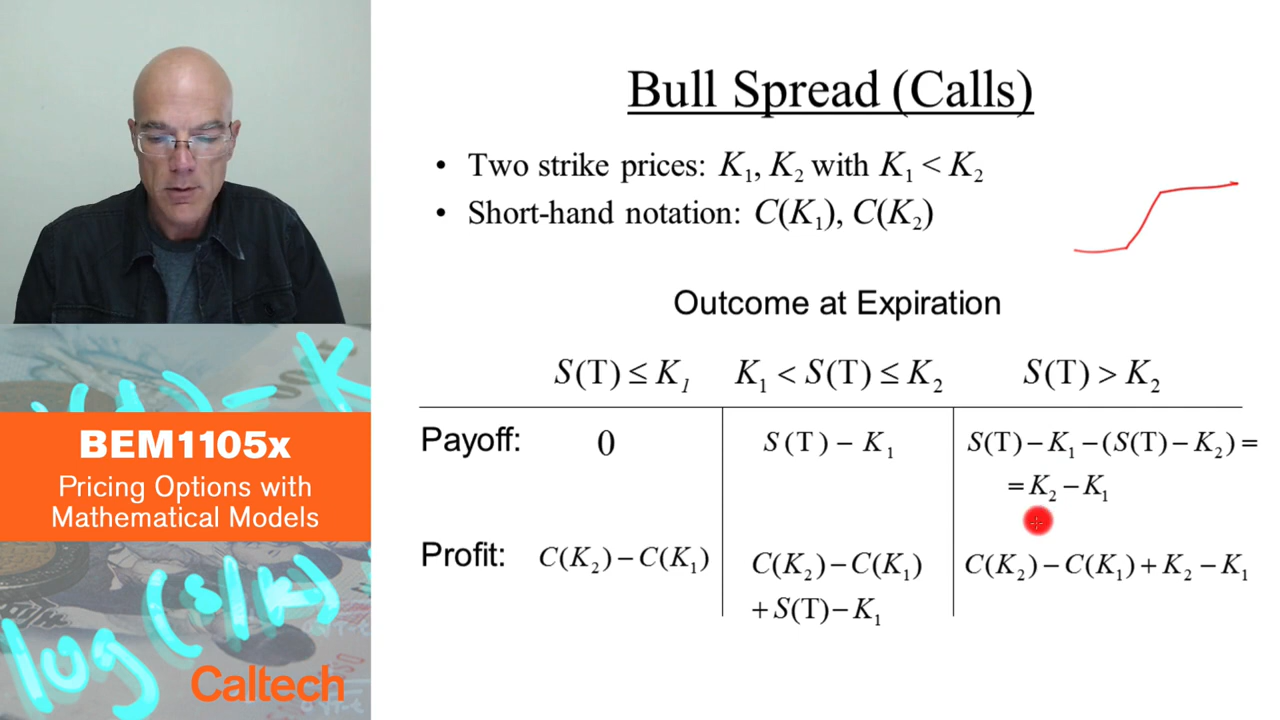 Bull Spread (Calls)
• Two strike prices: K₁, K₂ with K₁ < K₂
• Short-hand notation: C(K₁), C(K₂)
Outcome at Expiration
S(T) ≤ K₁ K₁ < S(T) ≤ K₂ S(T) > K₂
Payoff: 0 S(T) − K₁ S(T) − K₁ − (S(T) − K₂) =
= K₂ − K₁
Profit: C(K₂) − C(K₁) C(K₂) − C(K₁) C(K₂) − C(K₁) + K₂ − K₁
+ S(T) − K₁
BEM1105x
Pricing Options with
Mathematical Models
log(s/k)
Caltech